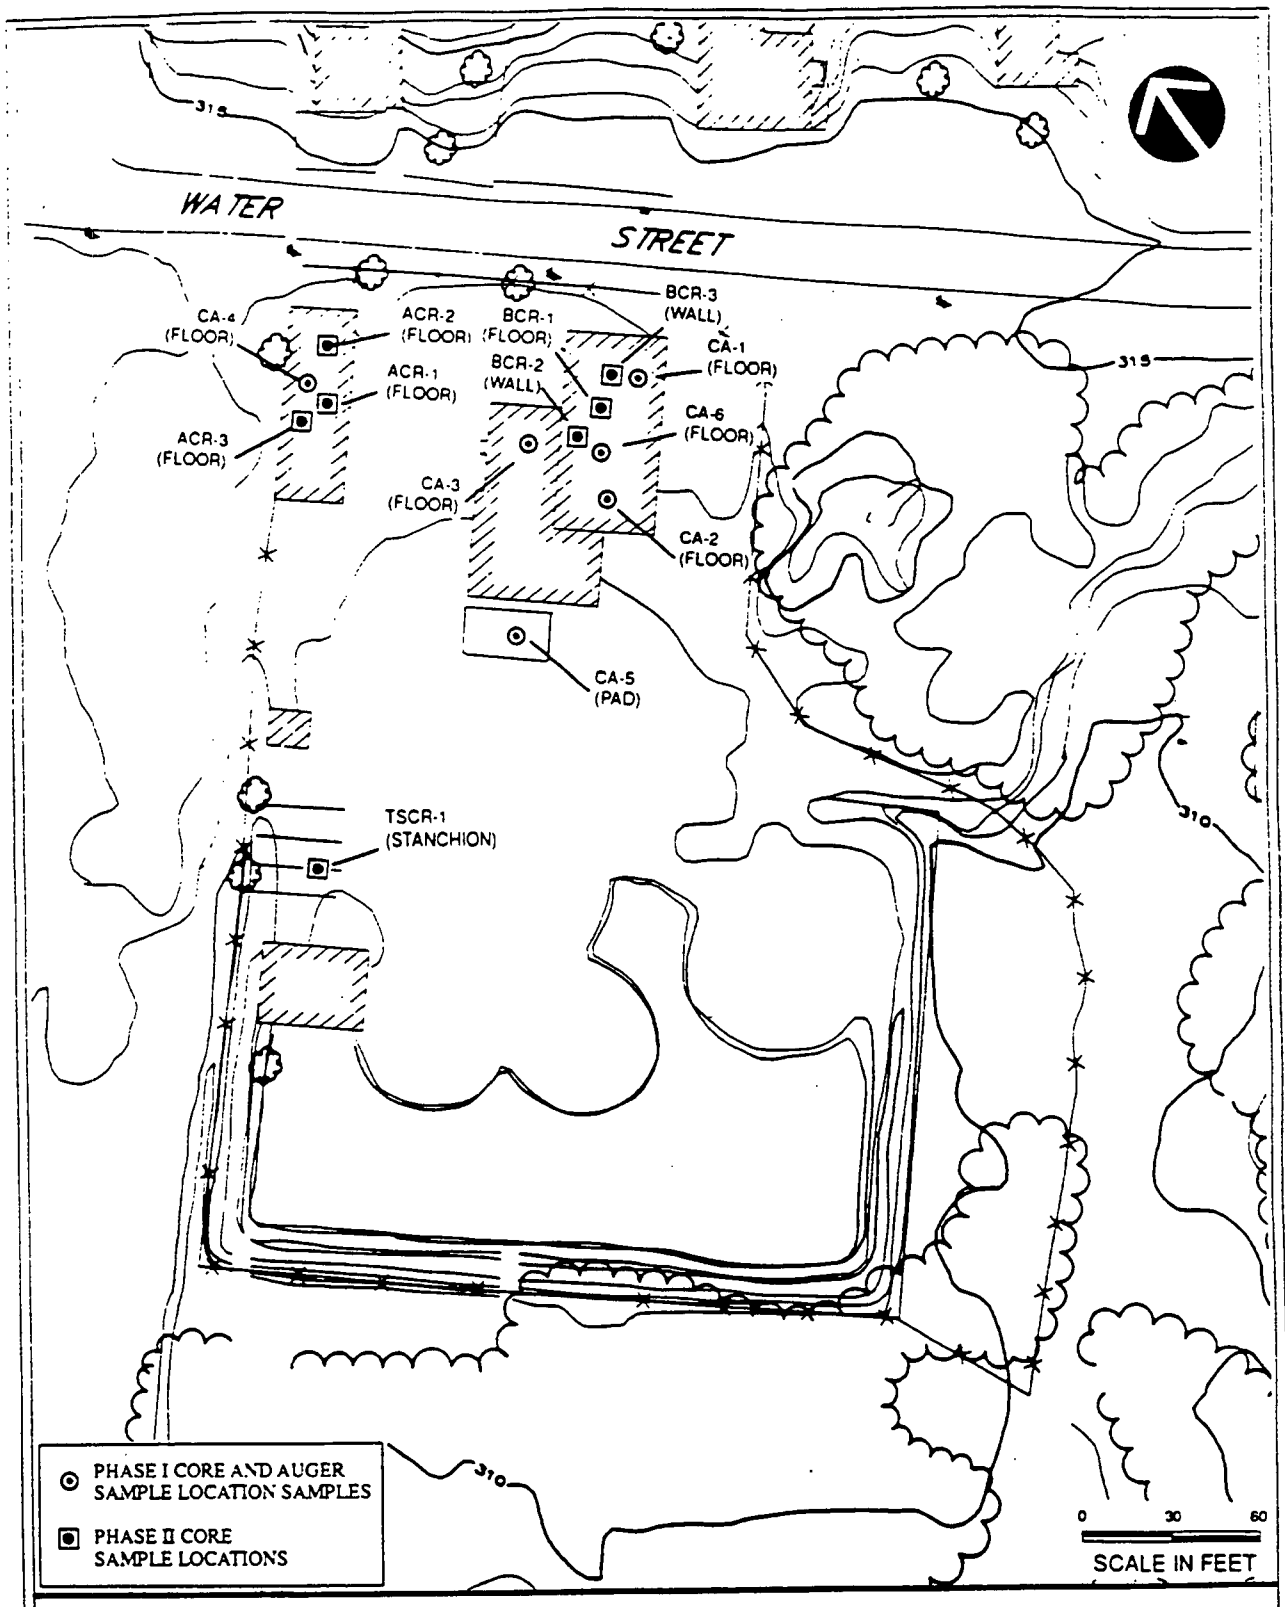 315
WATER
STREET
CA-4
(FLOOR)
ACR-2
(FLOOR)
BCR-1
(FLOOR)
BCR-3
(WALL)
CA-1
(FLOOR)
315
BCR-2
(WALL)
ACR-1
(FLOOR)
ACR-3
(FLOOR)
CA-6
(FLOOR)
CA-3
(FLOOR)
CA-2
(FLOOR)
CA-5
(PAD)
TSCR-1
(STANCHION)
310
310
PHASE I CORE AND AUGER
SAMPLE LOCATION SAMPLES
PHASE II CORE
SAMPLE LOCATIONS
0 30 60
SCALE IN FEET